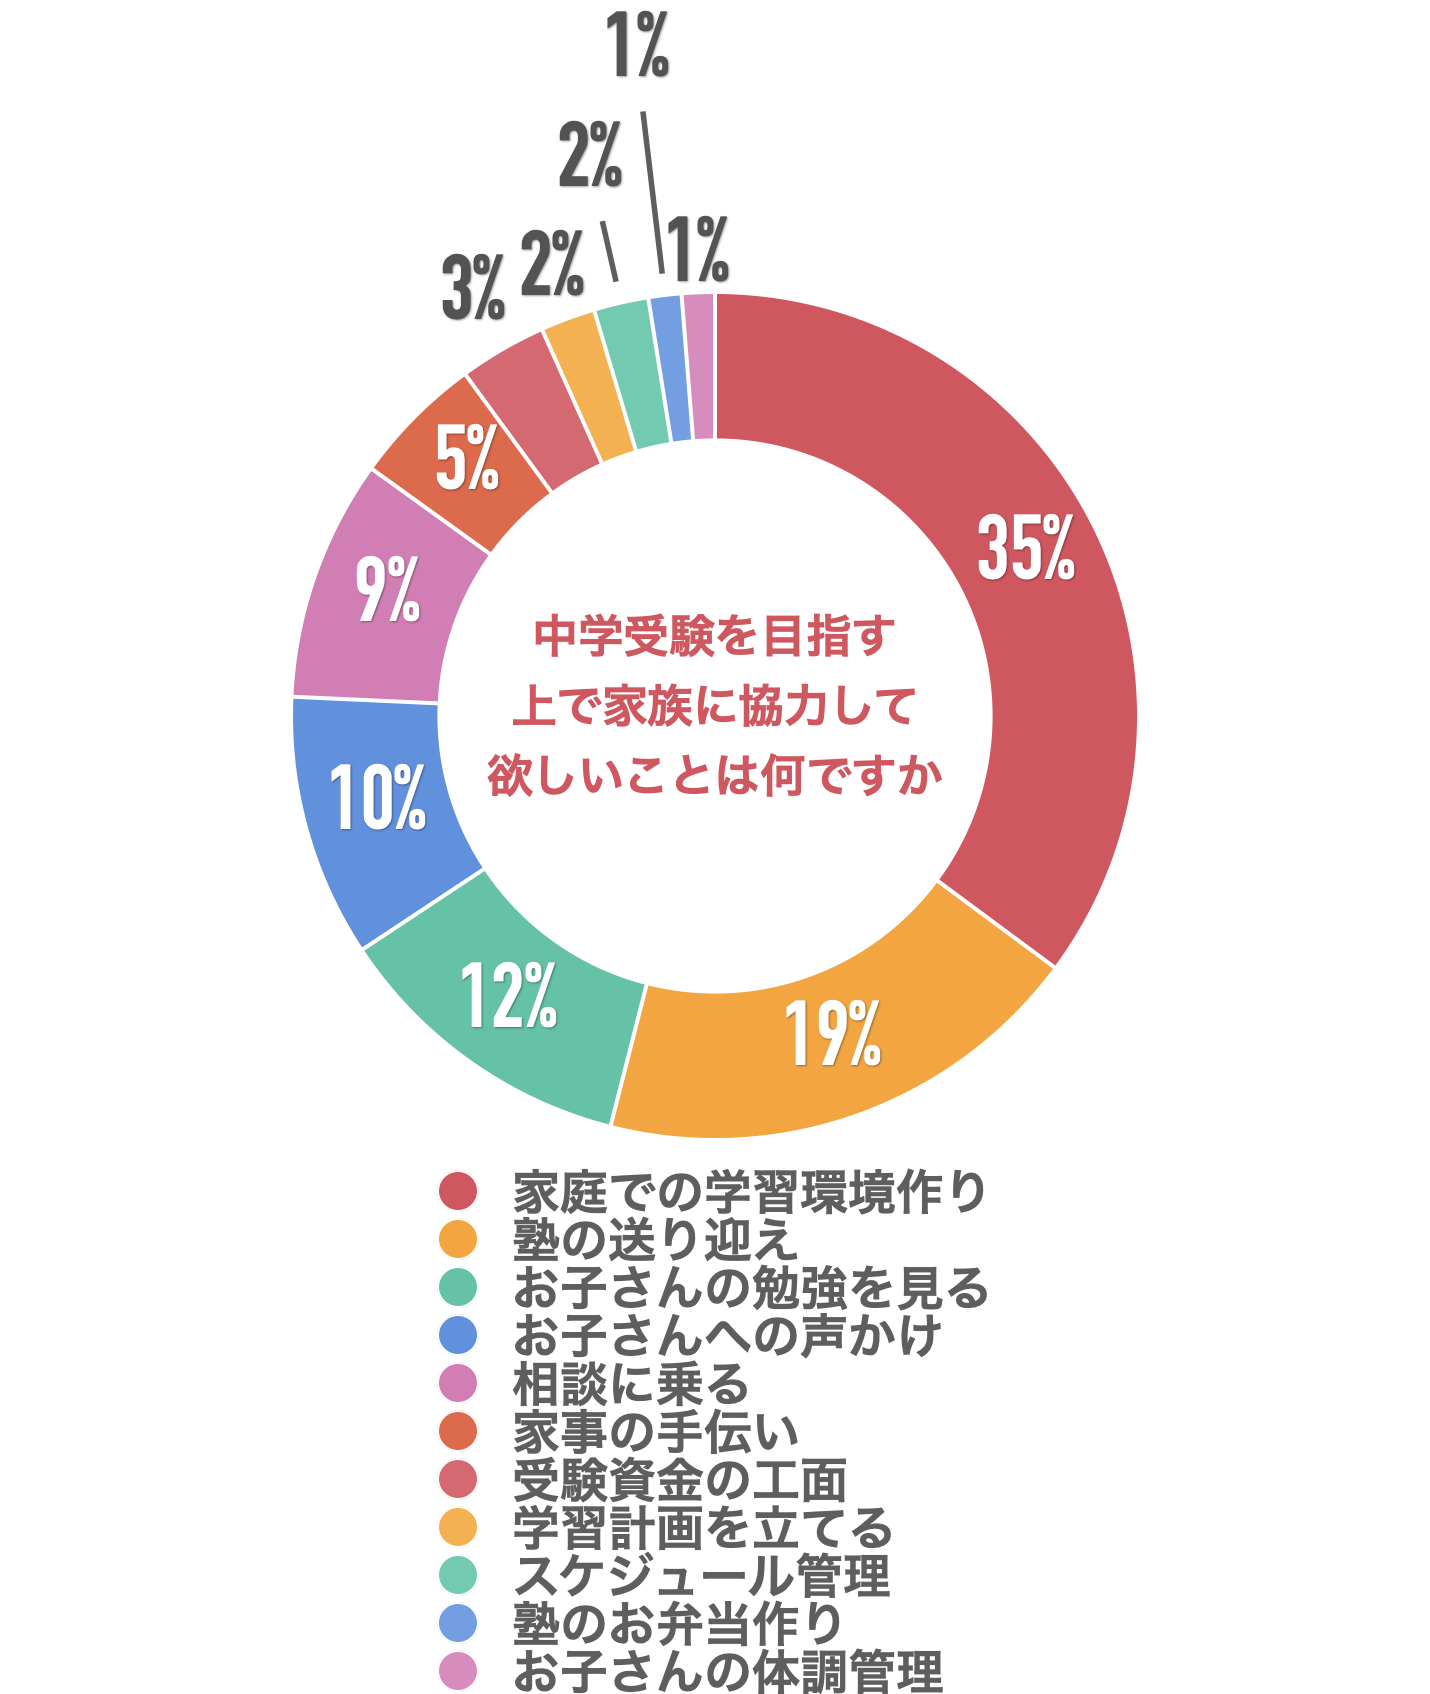 1%
2%
1%
2%
3%
5%
35%
9%
中学受験を目指す
上で家族に協力して
欲しいことは何ですか
10%
12%
19%
家庭での学習環境作り
塾の送り迎え
お子さんの勉強を見る
お子さんへの声かけ
相談に乗る
家事の手伝い
受験資金の工面
学習計画を立てる
スケジュール管理
塾のお弁当作り
お子さんの体調管理